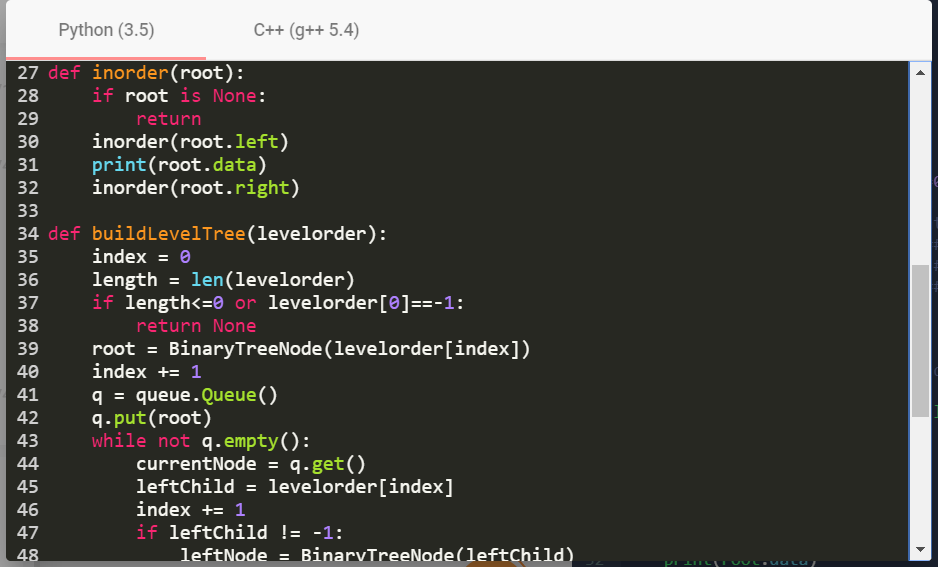 Python (3.5) C++ (g++ 5.4)
27 def inorder(root):
28     if root is None:
29         return
30     inorder(root.left)
31     print(root.data)
32     inorder(root.right)
33
34 def buildLevelTree(levelorder):
35     index = 0
36     length = len(levelorder)
37     if length<=0 or levelorder[0]==-1:
38         return None
39     root = BinaryTreeNode(levelorder[index])
40     index += 1
41     q = queue.Queue()
42     q.put(root)
43     while not q.empty():
44         currentNode = q.get()
45         leftChild = levelorder[index]
46         index += 1
47         if leftChild != -1:
48             leftNode = BinaryTreeNode(leftChild)
print(root.data)